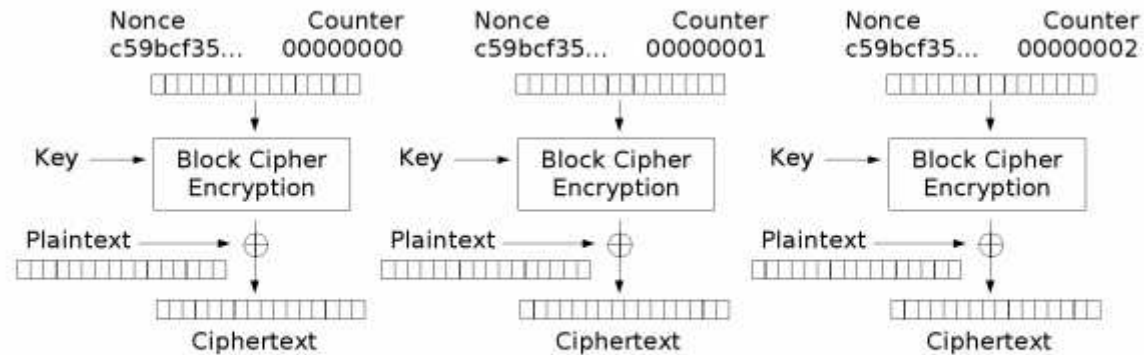 Nonce Counter Nonce Counter Nonce Counter
c59bcf35... 00000000 c59bcf35... 00000001 c59bcf35... 00000002
Key Block Cipher Key Block Cipher Key Block Cipher
Encryption Encryption Encryption
Plaintext Plaintext Plaintext
Ciphertext Ciphertext Ciphertext